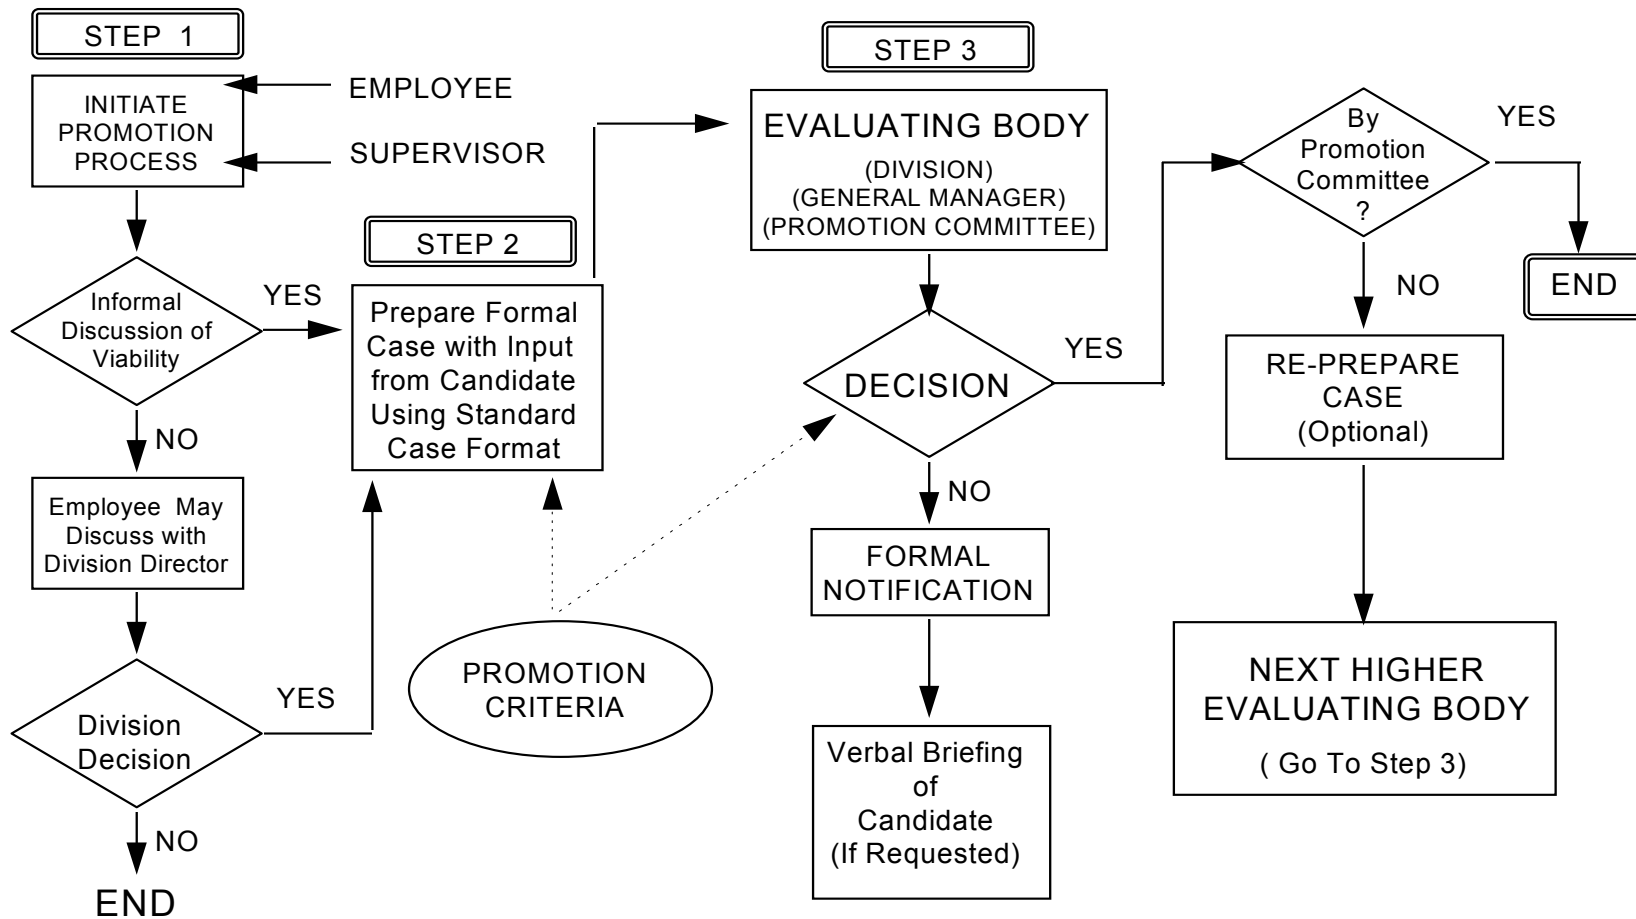 STEP 1
INITIATE
PROMOTION
PROCESS
EMPLOYEE
SUPERVISOR
Informal
Discussion of
Viability
YES
NO
Employee May
Discuss with
Division Director
Division
Decision
YES
NO
END
STEP 2
Prepare Formal
Case with Input
from Candidate
Using Standard
Case Format
PROMOTION
CRITERIA
STEP 3
EVALUATING BODY
(DIVISION)
(GENERAL MANAGER)
(PROMOTION COMMITTEE)
DECISION
YES
NO
FORMAL
NOTIFICATION
Verbal Briefing
of
Candidate
(If Requested)
By
Promotion
Committee
?
YES
END
NO
RE-PREPARE
CASE
(Optional)
NEXT HIGHER
EVALUATING BODY
( Go To Step 3)